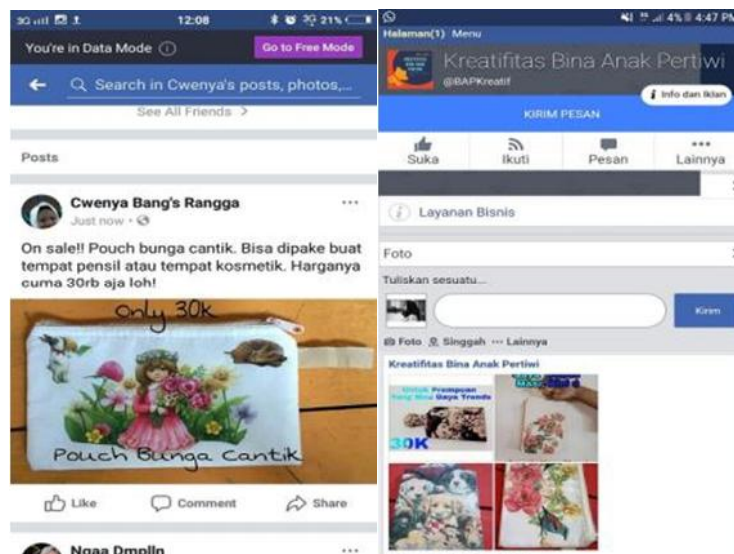 3G 12:08 3G 21%
You're in Data Mode
Go to Free Mode
Search in Cwenya's posts, photos,...
See All Friends >
Posts
Cwenya Bang's Rangga
Just now
On sale!! Pouch bunga cantik. Bisa dipake buat
tempat pensil atau tempat kosmetik. Harganya
cuma 30rb aja loh!
Only 30k
Pouch Bunga Cantik
Like Comment Share
Ngaa Dmplln
4% 4:47 PM
Halaman(1) Menu
Kreatifitas Bina Anak Pertiwi
@BAPKreatif
Info dan Iklan
KIRIM PESAN
Suka Ikuti Pesan Lainnya
Layanan Bisnis
Foto
Tuliskan sesuatu...
Kirim
Foto Singgah Lainnya
Kreatifitas Bina Anak Pertiwi
Untuk Prempuan
Yang Bisa Gaya Trends
30K